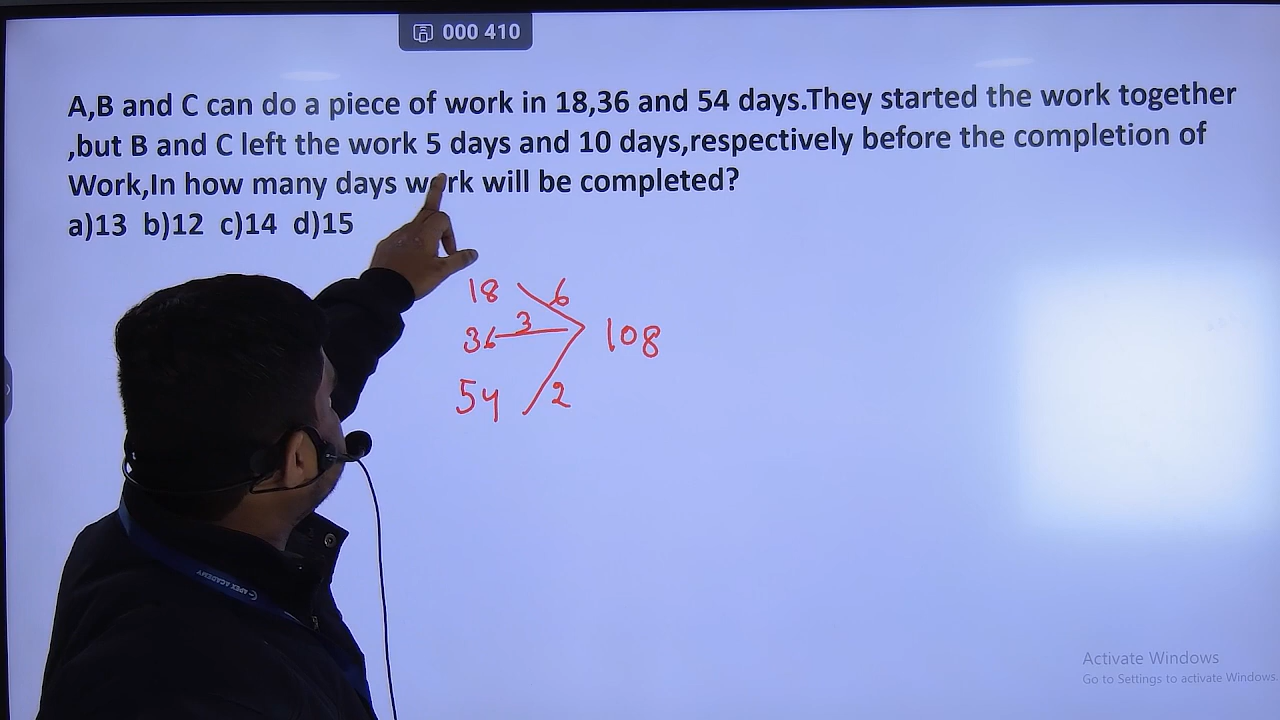 000 410
A,B and C can do a piece of work in 18,36 and 54 days.They started the work together
,but B and C left the work 5 days and 10 days,respectively before the completion of
Work,In how many days work will be completed?
a)13 b)12 c)14 d)15
18 6
36 3 108
54 2
APEX ACADEMY
Activate Windows
Go to Settings to activate Windows.